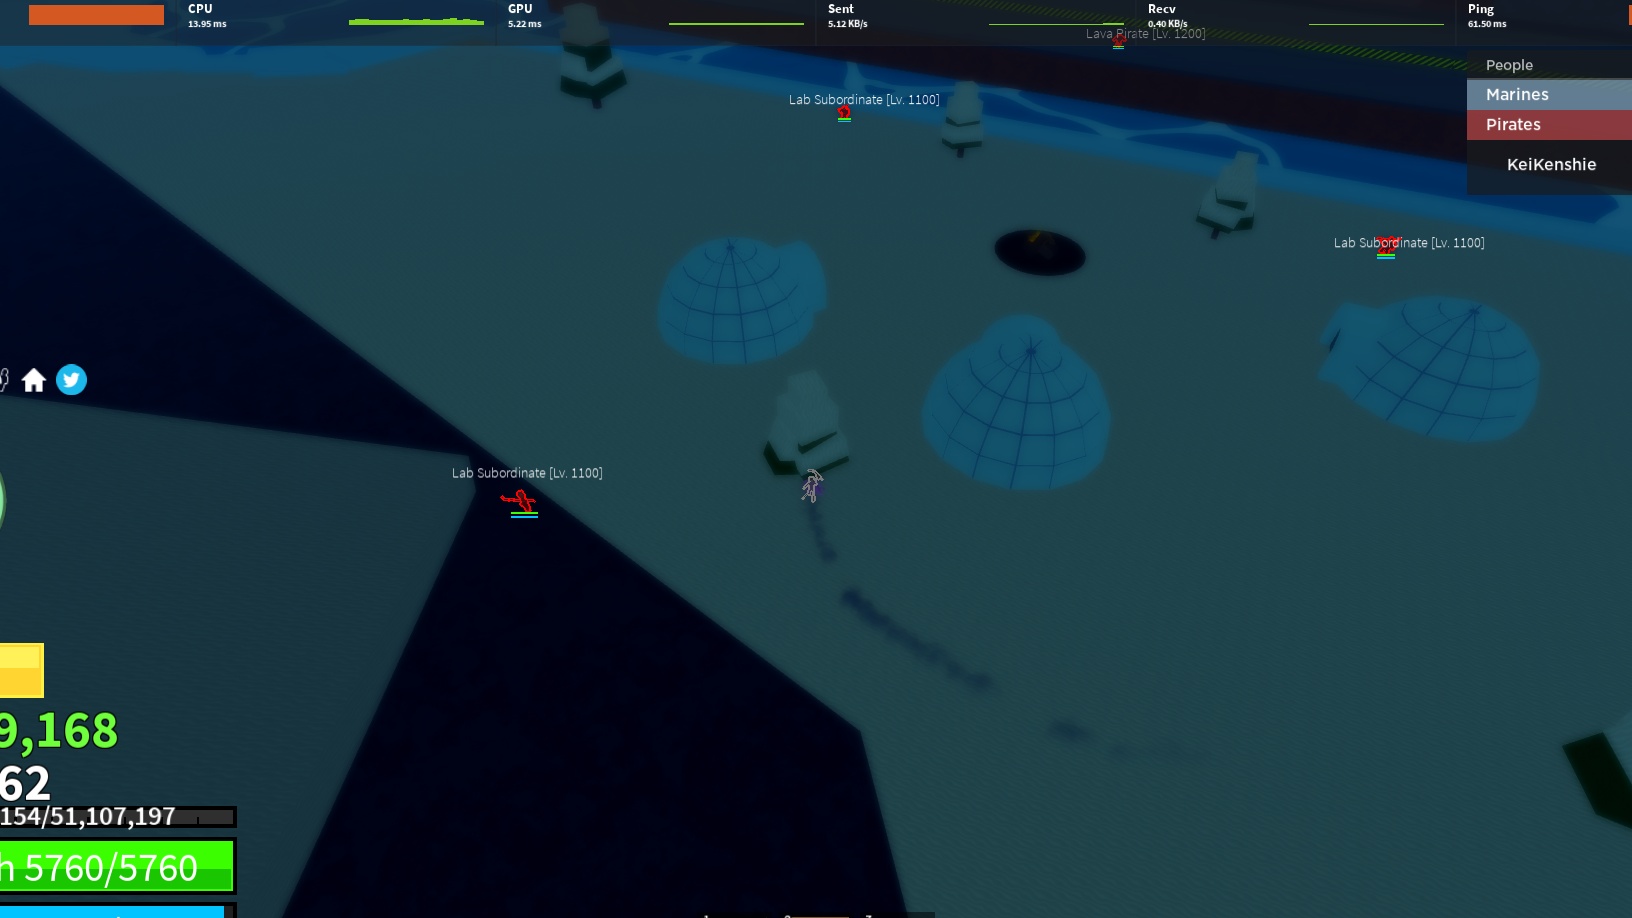 CPU
13.95 ms
GPU
5.22 ms
Sent
5.12 KB/s
Recv
0.40 KB/s
Ping
61.50 ms
Lava Pirate [Lv. 1200]
People
Marines
Pirates
KeiKenshie
Lab Subordinate [Lv. 1100]
Lab Subordinate [Lv. 1100]
Lab Subordinate [Lv. 1100]
9,168
62
154/51,107,197
h 5760/5760